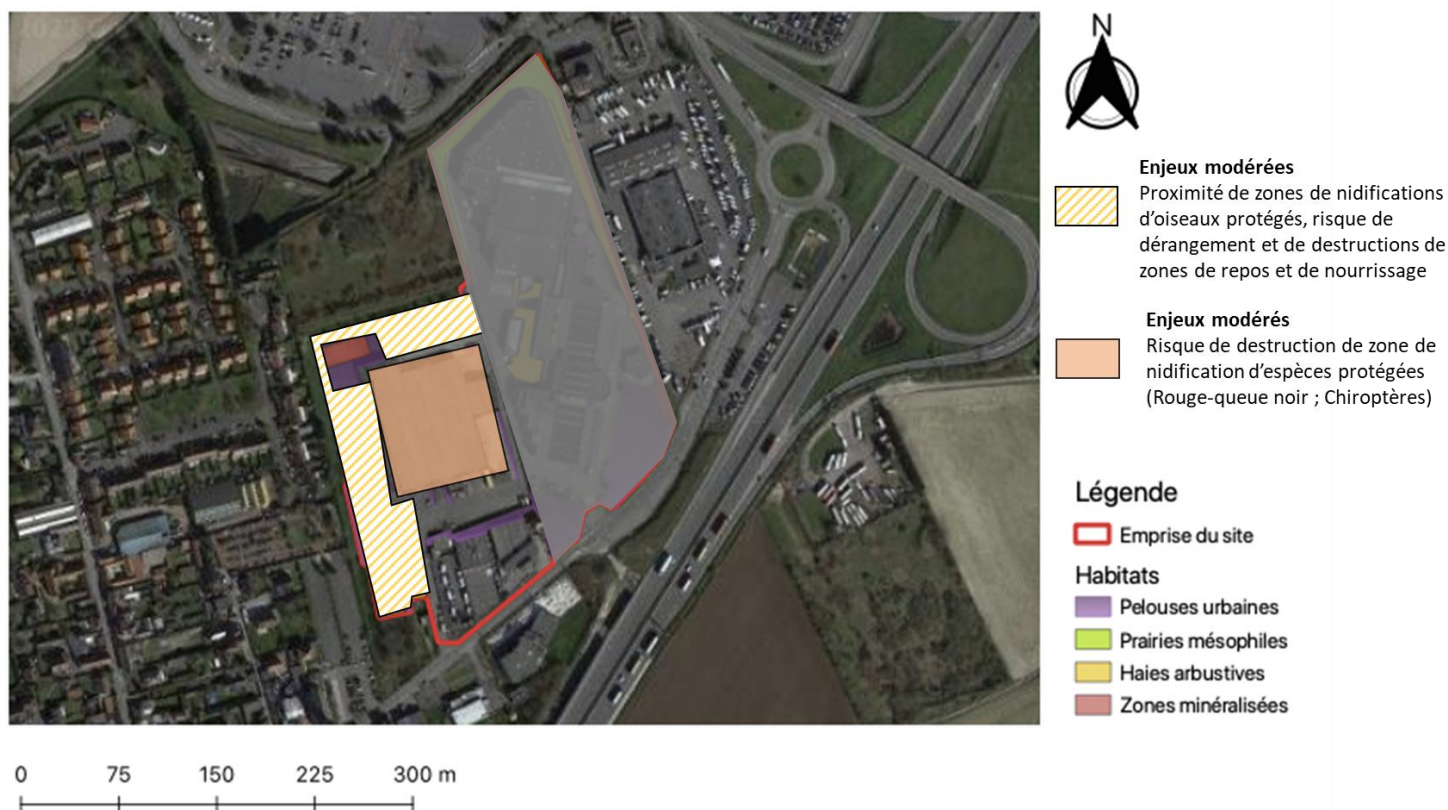 N
Enjeux modérées
Proximité de zones de nidifications
d'oiseaux protégés, risque de
dérangement et de destructions de
zones de repos et de nourrissage
Enjeux modérés
Risque de destruction de zone de
nidification d'espèces protégées
(Rouge-queue noir ; Chiroptères)
Légende
Emprise du site
Habitats
Pelouses urbaines
Prairies mésophiles
Haies arbustives
Zones minéralisées
0 75 150 225 300 m